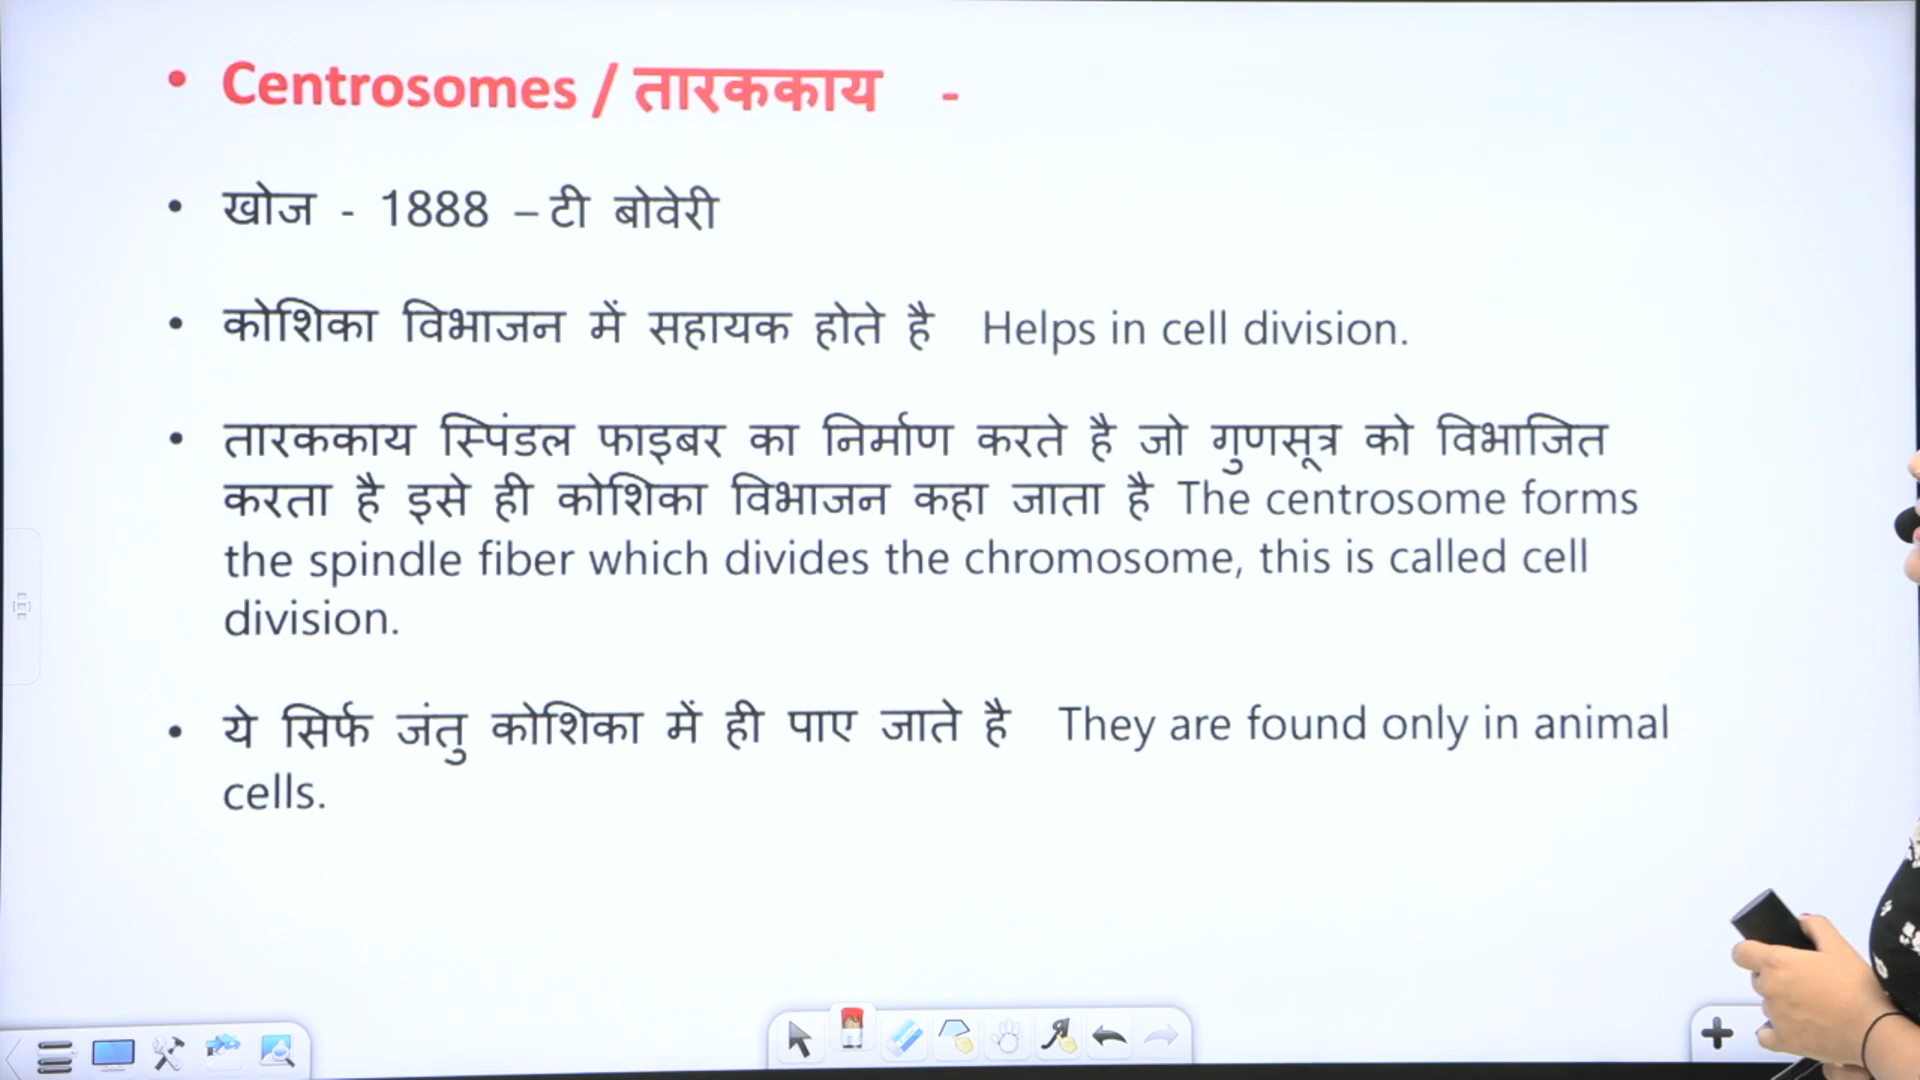 • Centrosomes / तारककाय -
• खोज - 1888 – टी बोवेरी
• कोशिका विभाजन में सहायक होते है Helps in cell division.
• तारककाय स्पिंडल फाइबर का निर्माण करते है जो गुणसूत्र को विभाजित
करता है इसे ही कोशिका विभाजन कहा जाता है The centrosome forms
the spindle fiber which divides the chromosome, this is called cell
division.
• ये सिर्फ जंतु कोशिका में ही पाए जाते है They are found only in animal
cells.